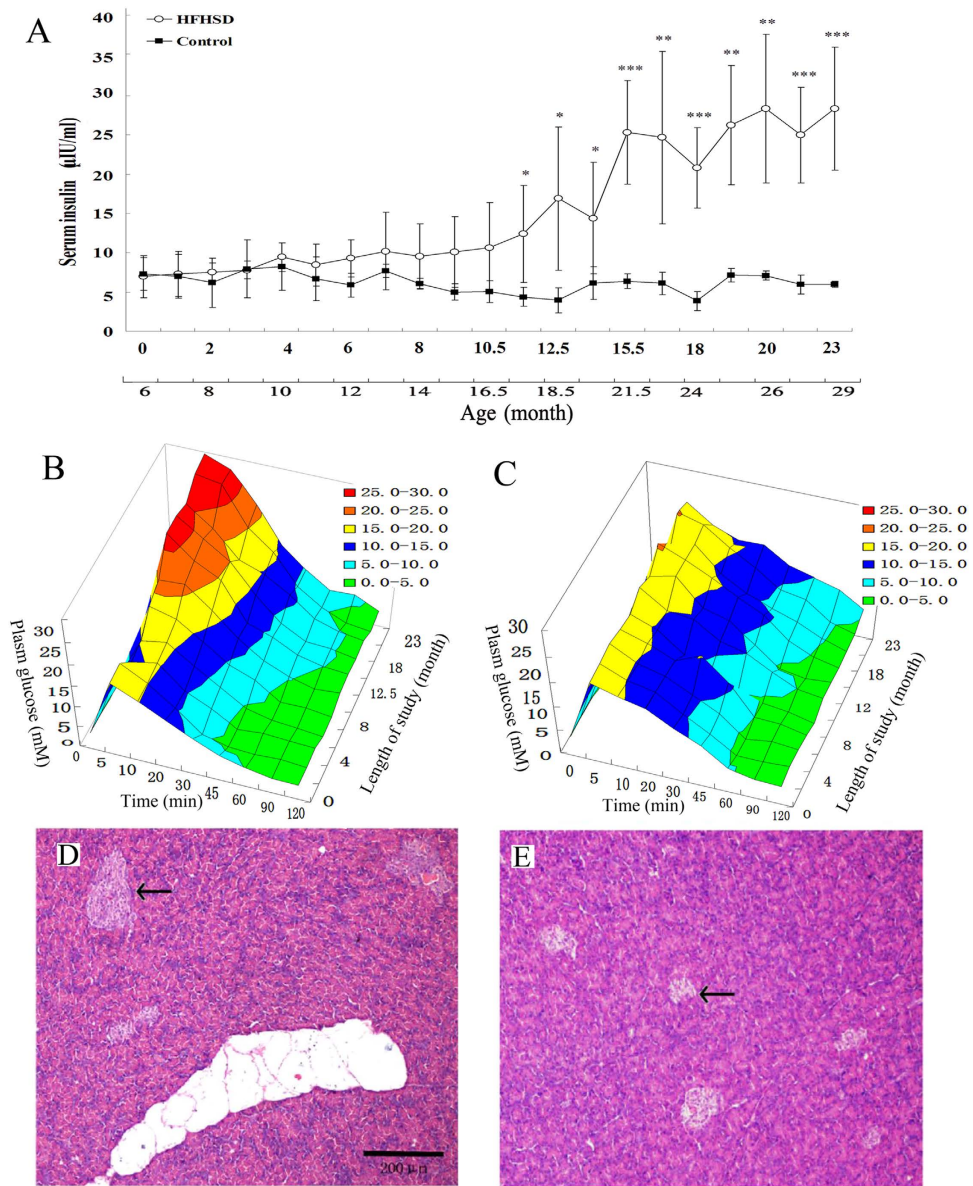 A
HFHSD
Control
40
35
30
25
20
15
10
5
0
Serum insulin (μIU/ml)
*
*
*
***
**
***
**
**
***
***
0 2 4 6 8 10.5 12.5 15.5 18 20 23
6 8 10 12 14 16.5 18.5 21.5 24 26 29
Age (month)
B
25. 0-30. 0
20. 0-25. 0
15. 0-20. 0
10. 0-15. 0
5. 0-10. 0
0. 0-5. 0
30
25
20
15
10
5
0
Plasm glucose (mM)
0 5 10 20 30 45 60 90 120
Time (min)
0 4 8 12.5 18 23
Length of study (month)
C
25. 0-30. 0
20. 0-25. 0
15. 0-20. 0
10. 0-15. 0
5. 0-10. 0
0. 0-5. 0
30
25
20
15
10
5
0
Plasm glucose (mM)
0 5 10 20 30 45 60 90 120
Time (min)
0 4 8 12 18 23
Length of study (month)
D
200μm
E